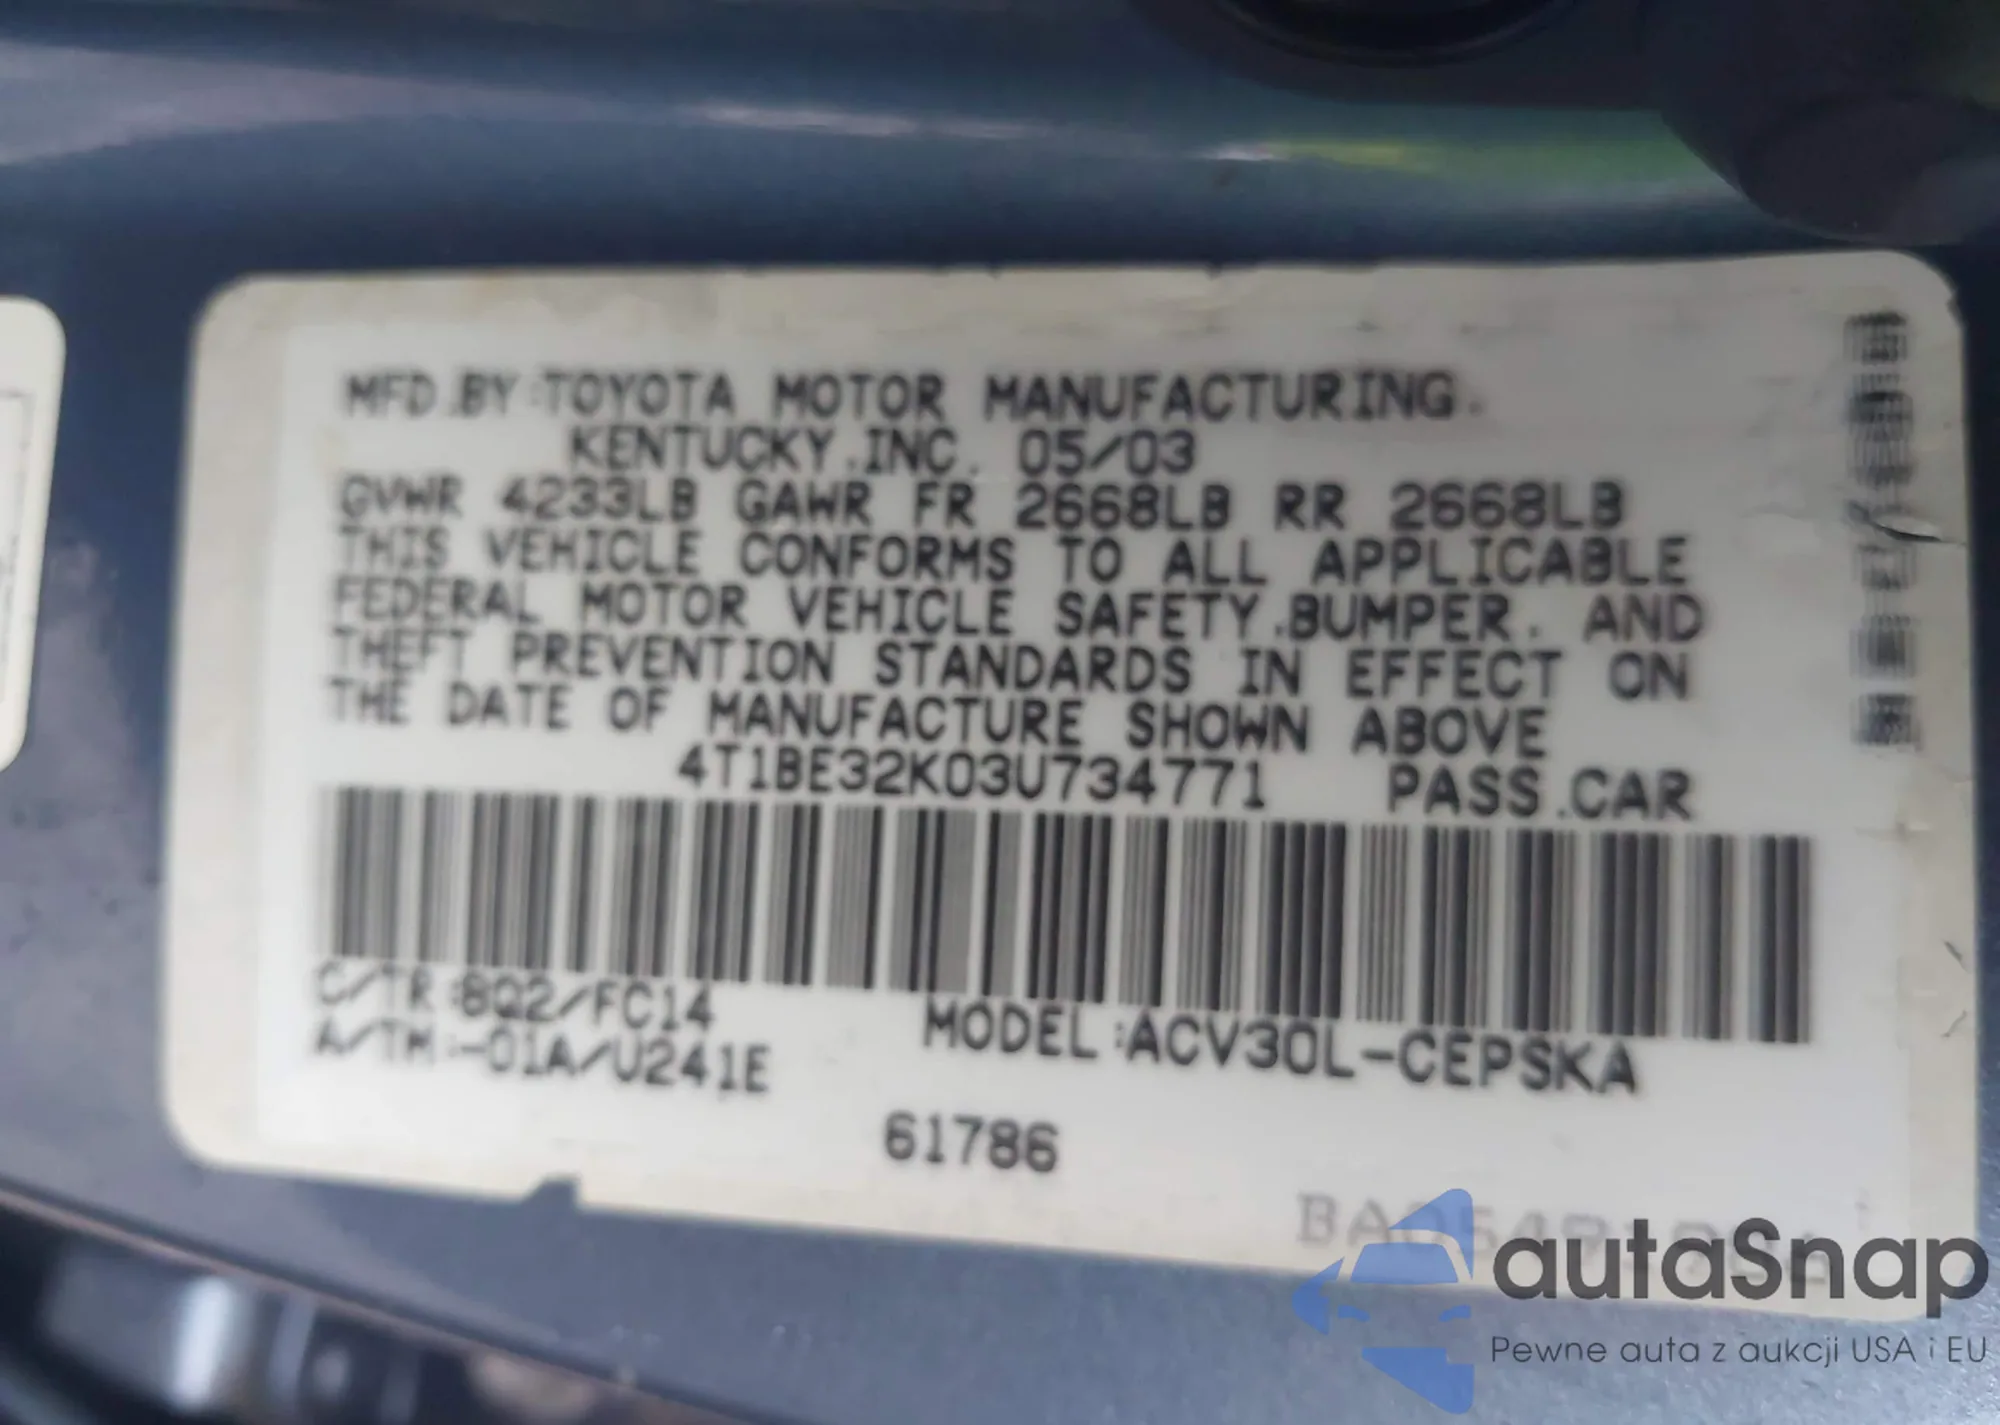 MFD.BY:TOYOTA MOTOR MANUFACTURING.
KENTUCKY.INC. 05/03
GVWR 4233LB GAWR FR 2668LB RR 2668LB
THIS VEHICLE CONFORMS TO ALL APPLICABLE
FEDERAL MOTOR VEHICLE SAFETY.BUMPER. AND
THEFT PREVENTION STANDARDS IN EFFECT ON
THE DATE OF MANUFACTURE SHOWN ABOVE
4T1BE32K03U734771 PASS.CAR
C/TR:8Q2/FC14
A/TM:-01A/U241E
MODEL:ACV30L-CEPSKA
61786
autaSnap
Pewne auta z aukcji USA i EU